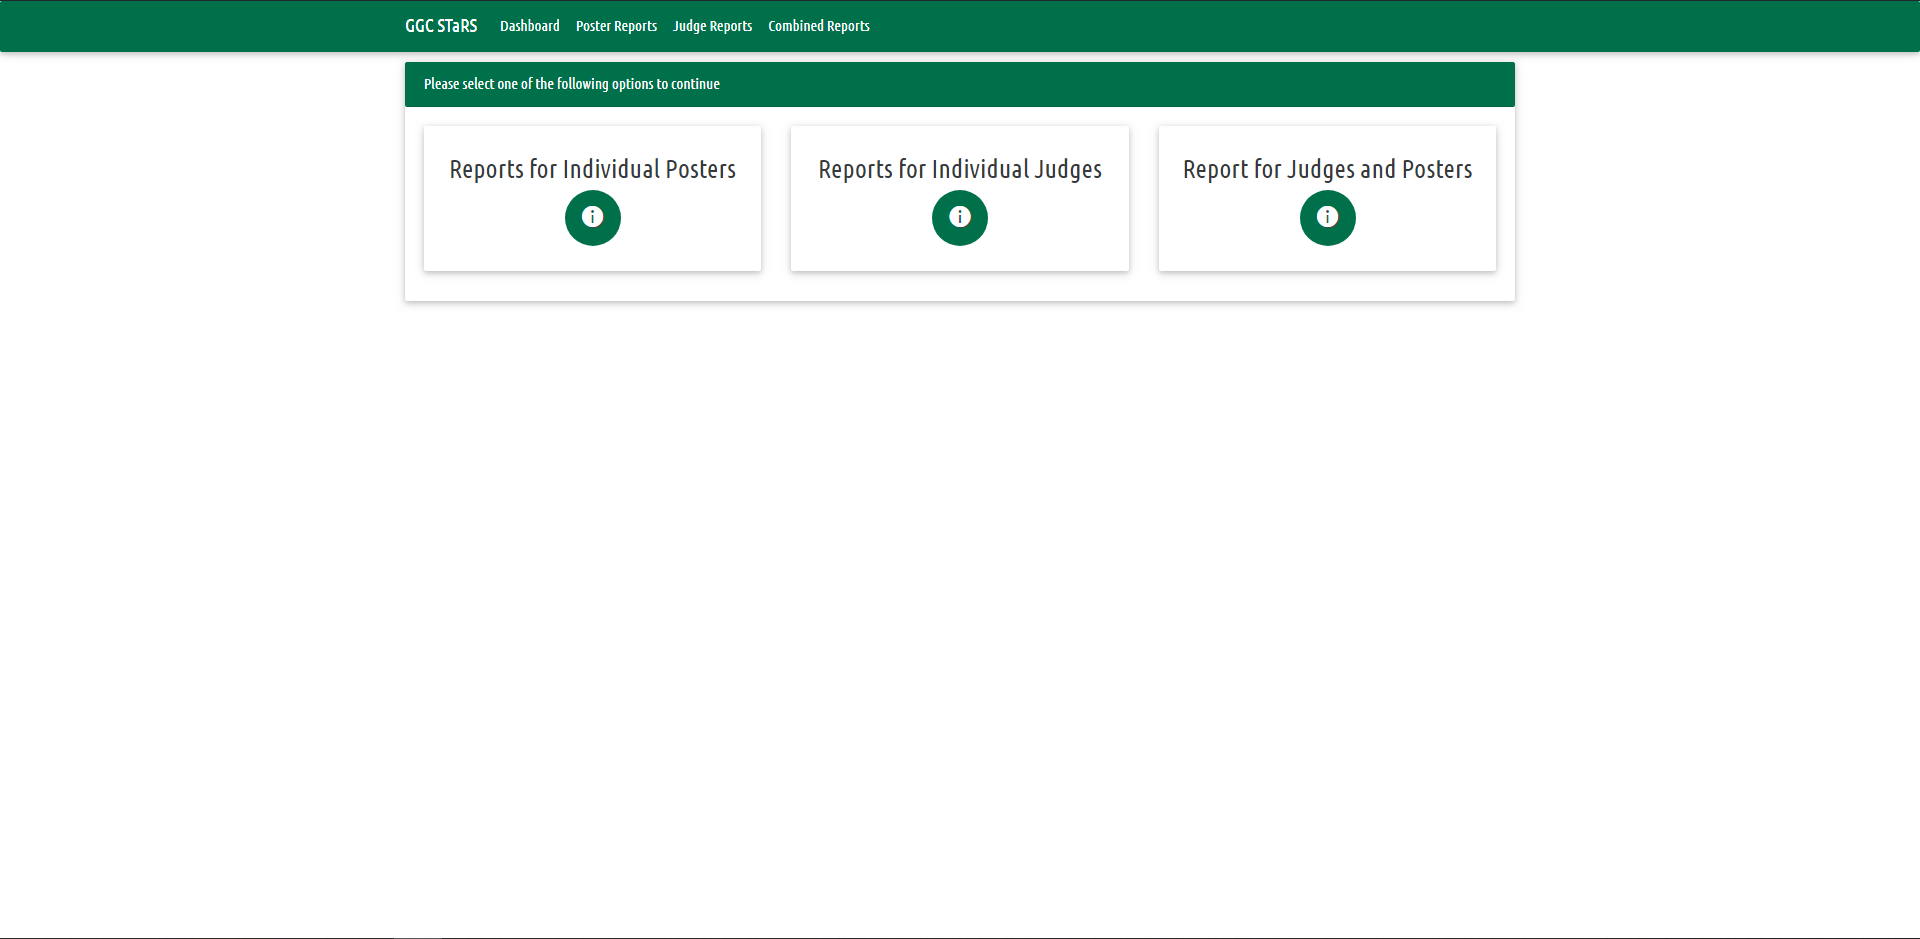 GGC STaRS Dashboard Poster Reports Judge Reports Combined Reports
Please select one of the following options to continue
Reports for Individual Posters
Reports for Individual Judges
Report for Judges and Posters